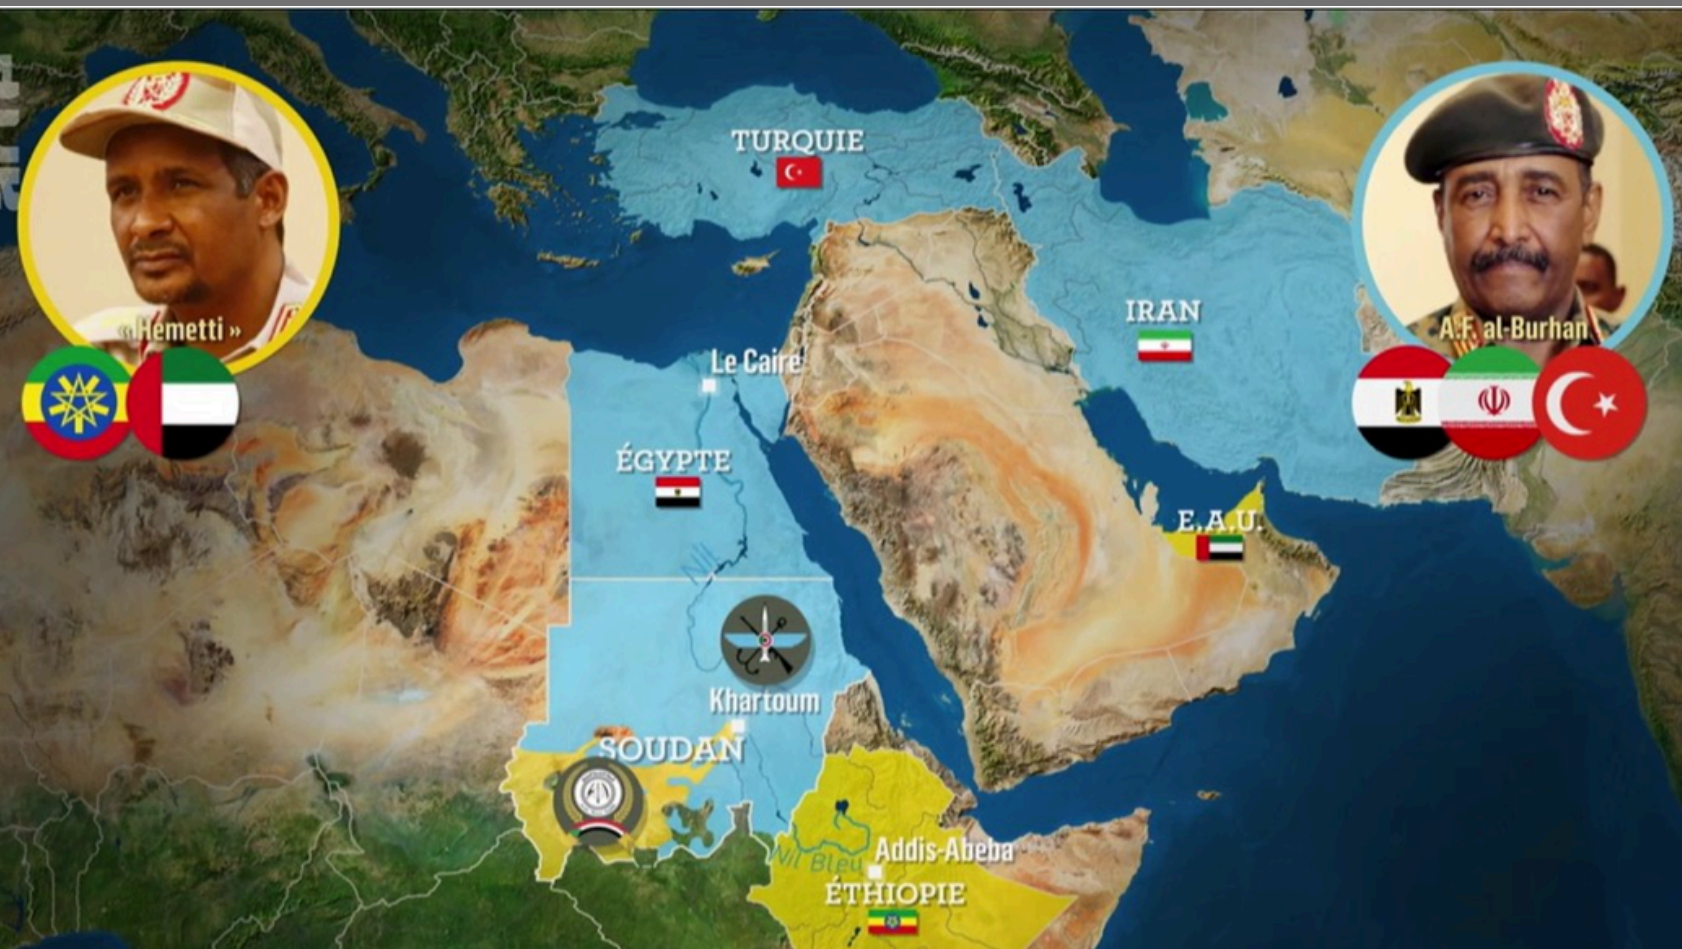 TURQUIE
IRAN
« Hemetti »
A.F. al-Burhan
Le Caire
ÉGYPTE
E.A.U.
Nil
Khartoum
SOUDAN
Addis-Abeba
Nil Bleu
ÉTHIOPIE